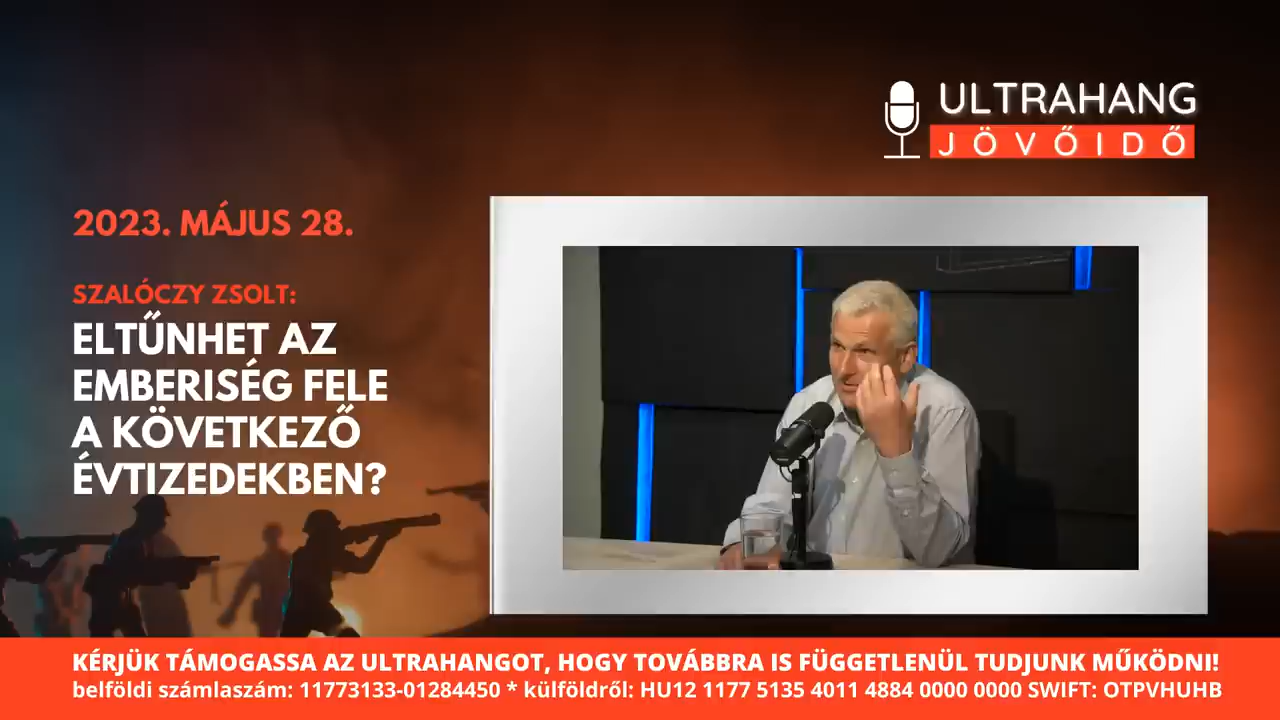 ULTRAHANG
JÖVŐIDŐ
2023. MÁJUS 28.
SZALÓCZY ZSOLT:
ELTŰNHET AZ
EMBERISÉG FELE
A KÖVETKEZŐ
ÉVTIZEDEKBEN?
KÉRJÜK TÁMOGASSA AZ ULTRAHANGOT, HOGY TOVÁBBRA IS FÜGGETLENÜL TUDJUNK MŰKÖDNI!
belföldi számlaszám: 11773133-01284450 * külföldről: HU12 1177 5135 4011 4884 0000 0000 SWIFT: OTPVHUHB